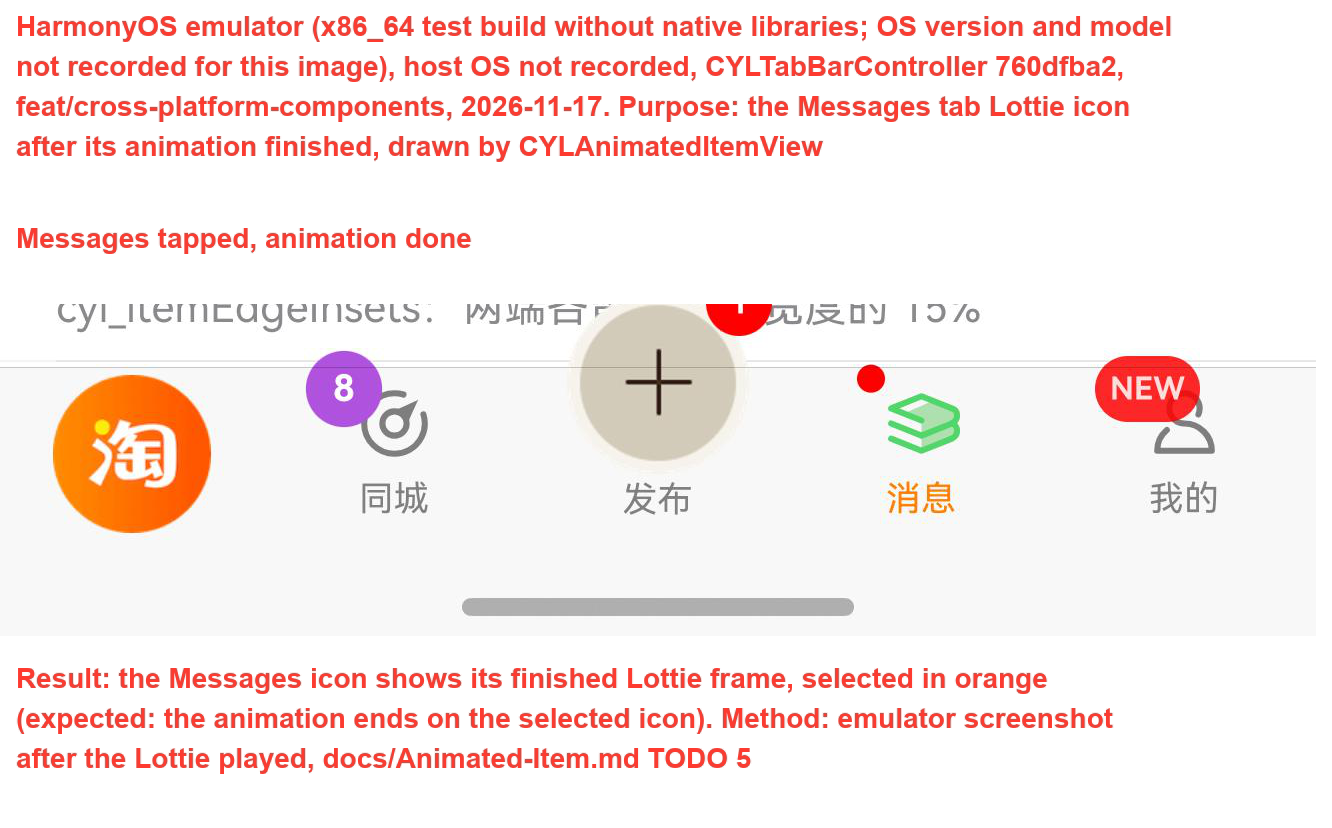 HarmonyOS emulator (x86_64 test build without native libraries; OS version and model
not recorded for this image), host OS not recorded, CYLTabBarController 760dfba2,
feat/cross-platform-components, 2026-11-17. Purpose: the Messages tab Lottie icon
after its animation finished, drawn by CYLAnimatedItemView
Messages tapped, animation done
cyl_itemEdgeInsets: 两端各 宽度的 15%
8
NEW
淘
同城
发布
消息
我的
Result: the Messages icon shows its finished Lottie frame, selected in orange
(expected: the animation ends on the selected icon). Method: emulator screenshot
after the Lottie played, docs/Animated-Item.md TODO 5